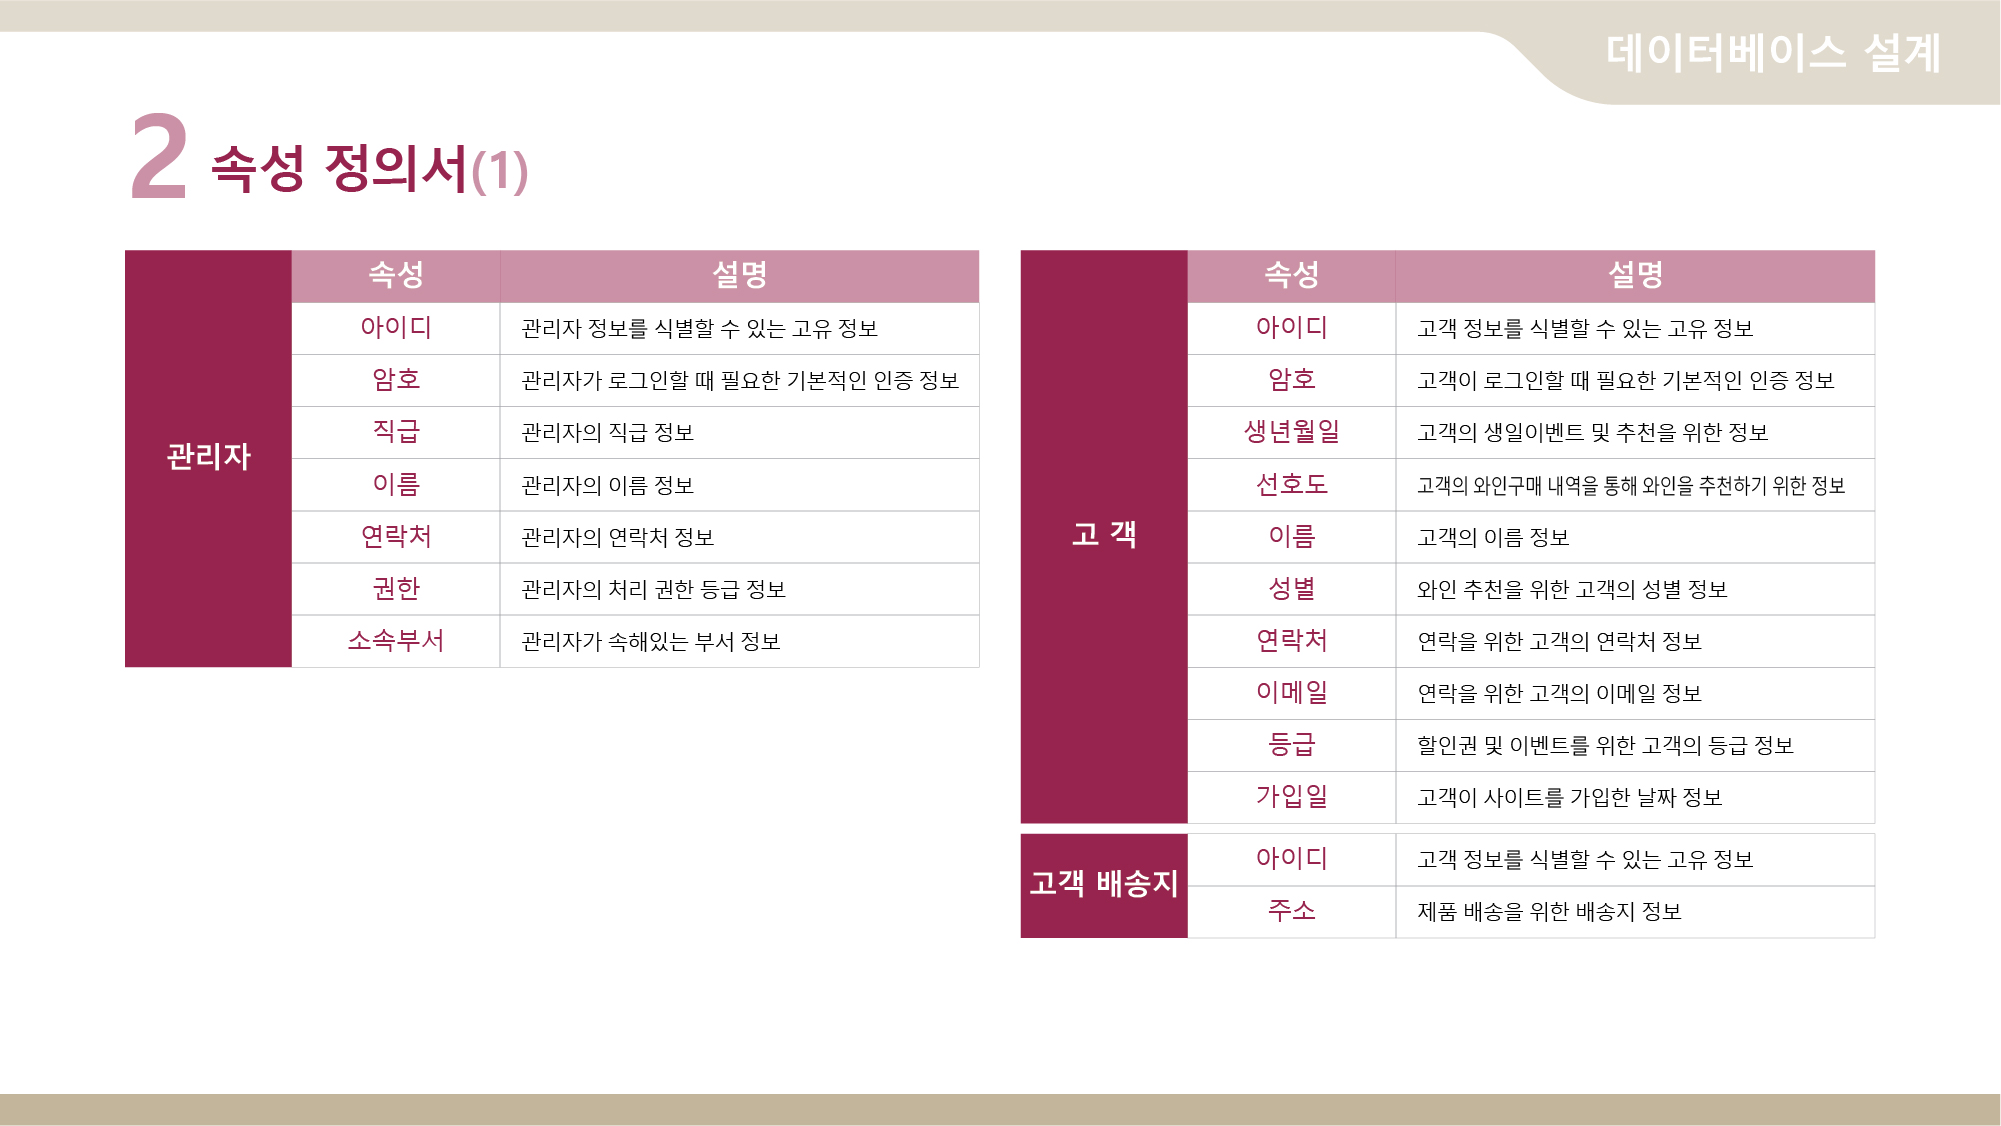 데이터베이스 설계
2 속성 정의서(1)
관리자
속성 설명
아이디 관리자 정보를 식별할 수 있는 고유 정보
암호 관리자가 로그인할 때 필요한 기본적인 인증 정보
직급 관리자의 직급 정보
이름 관리자의 이름 정보
연락처 관리자의 연락처 정보
권한 관리자의 처리 권한 등급 정보
소속부서 관리자가 속해있는 부서 정보
고 객
속성 설명
아이디 고객 정보를 식별할 수 있는 고유 정보
암호 고객이 로그인할 때 필요한 기본적인 인증 정보
생년월일 고객의 생일이벤트 및 추천을 위한 정보
선호도 고객의 와인구매 내역을 통해 와인을 추천하기 위한 정보
이름 고객의 이름 정보
성별 와인 추천을 위한 고객의 성별 정보
연락처 연락을 위한 고객의 연락처 정보
이메일 연락을 위한 고객의 이메일 정보
등급 할인권 및 이벤트를 위한 고객의 등급 정보
가입일 고객이 사이트를 가입한 날짜 정보
고객 배송지
아이디 고객 정보를 식별할 수 있는 고유 정보
주소 제품 배송을 위한 배송지 정보